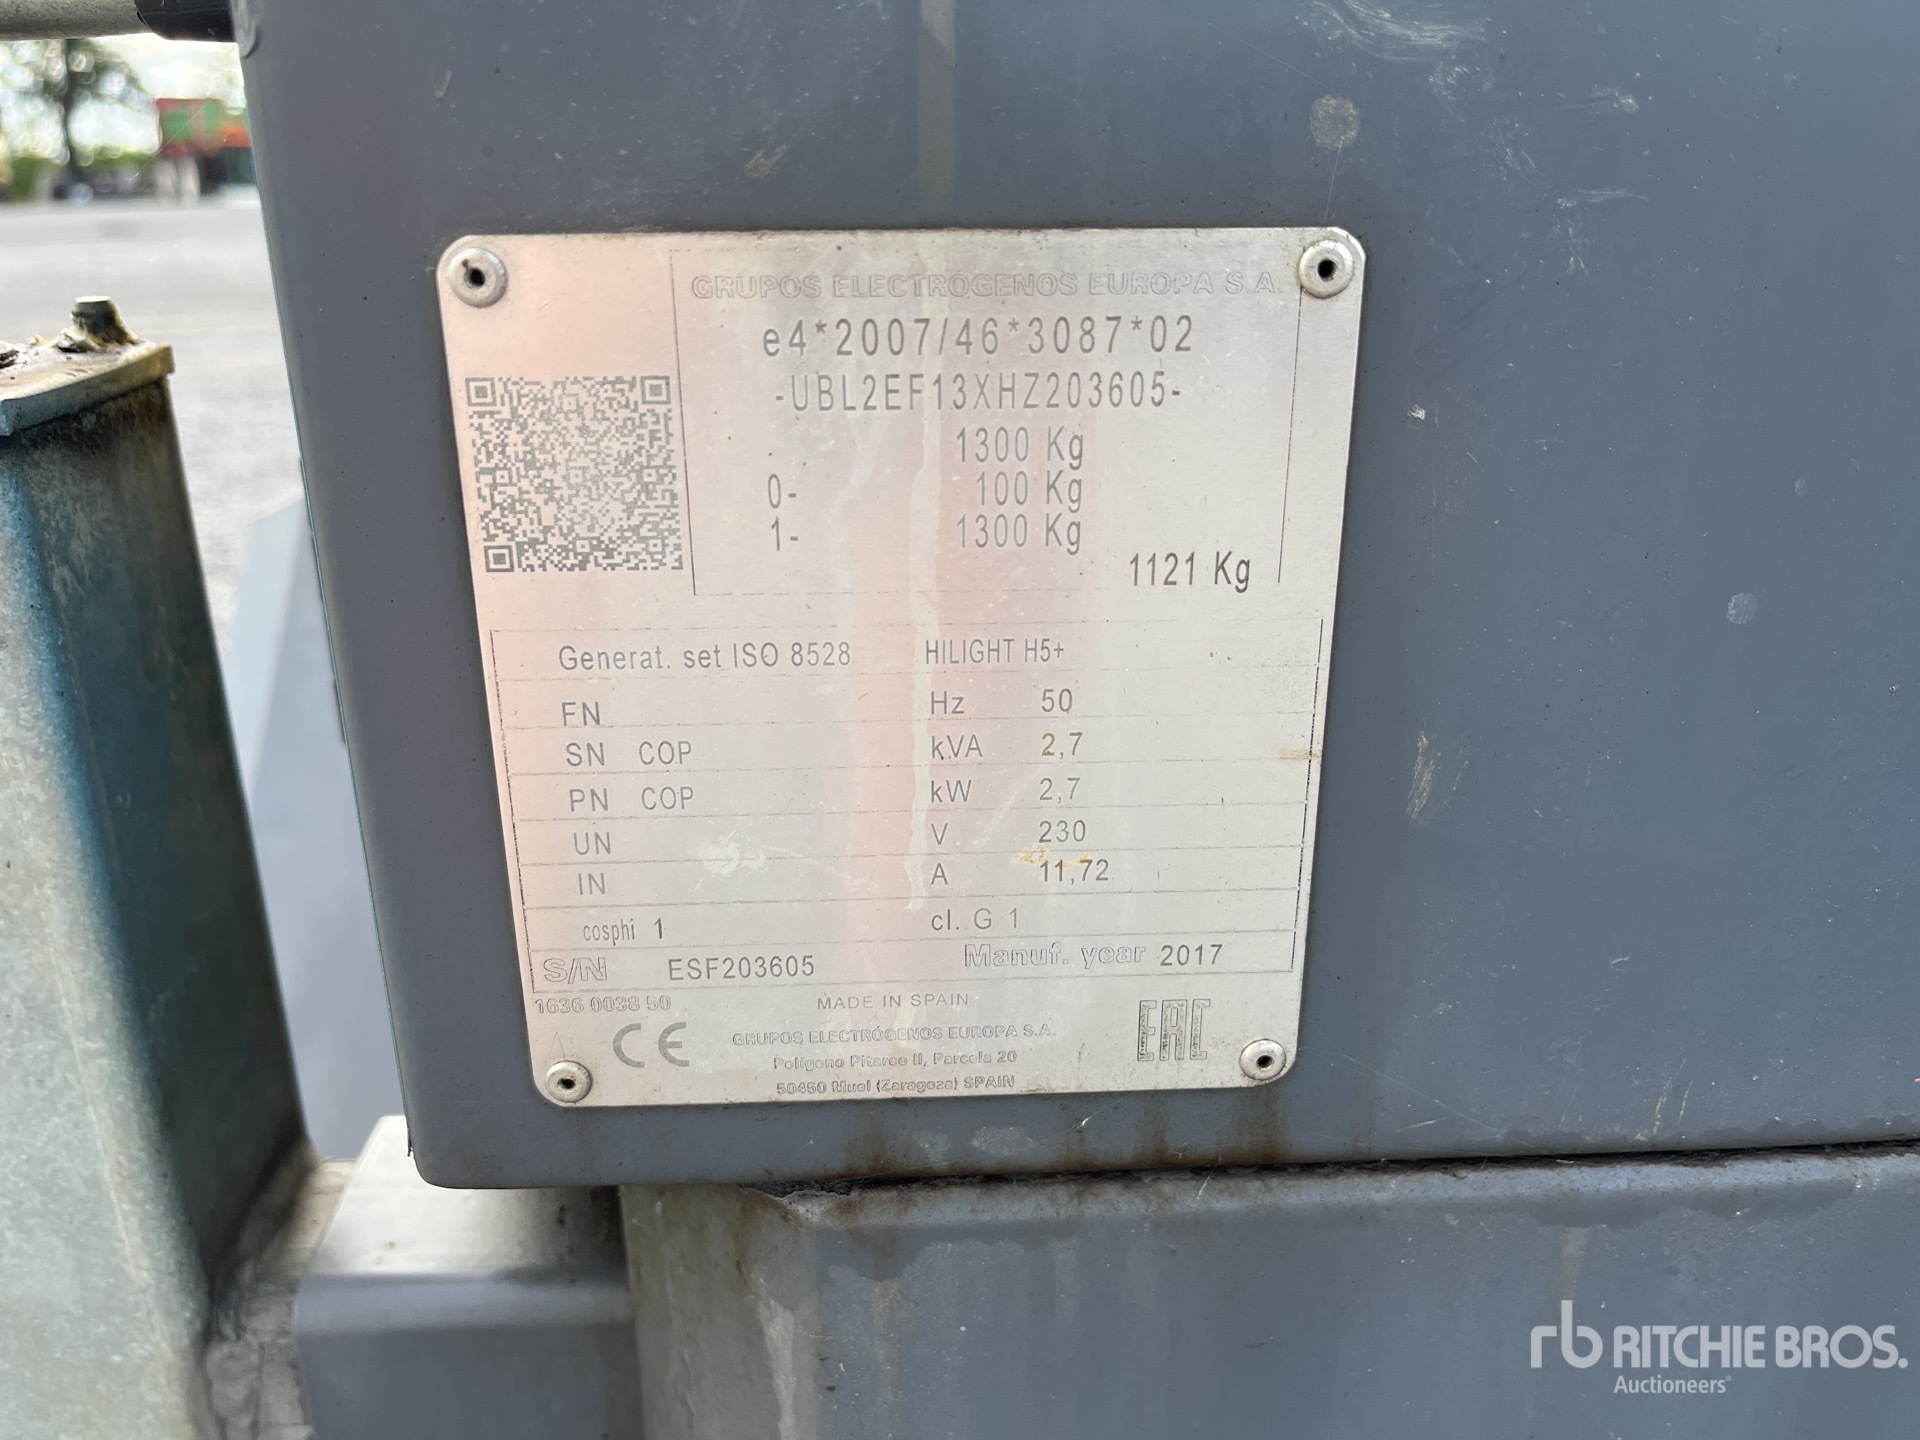 GRUPOS ELECTRÓGENOS EUROPA S.A.
e4*2007/46*3087*02
-UBL2EF13XHZ203605-
1300 Kg
0- 100 Kg
1- 1300 Kg
1121 Kg
Generat. set ISO 8528 HILIGHT H5+
FN Hz 50
SN COP kVA 2,7
PN COP kW 2,7
UN V 230
IN A 11,72
cosphi 1 cl. G 1
S/N ESF203605 Manuf. year 2017
1636 0038 50 MADE IN SPAIN
CE GRUPOS ELECTRÓGENOS EUROPA S.A. EAC
Polígono Pitarco II, Parcela 20
50450 Muel (Zaragoza) SPAIN
rb RITCHIE BROS.
Auctioneers